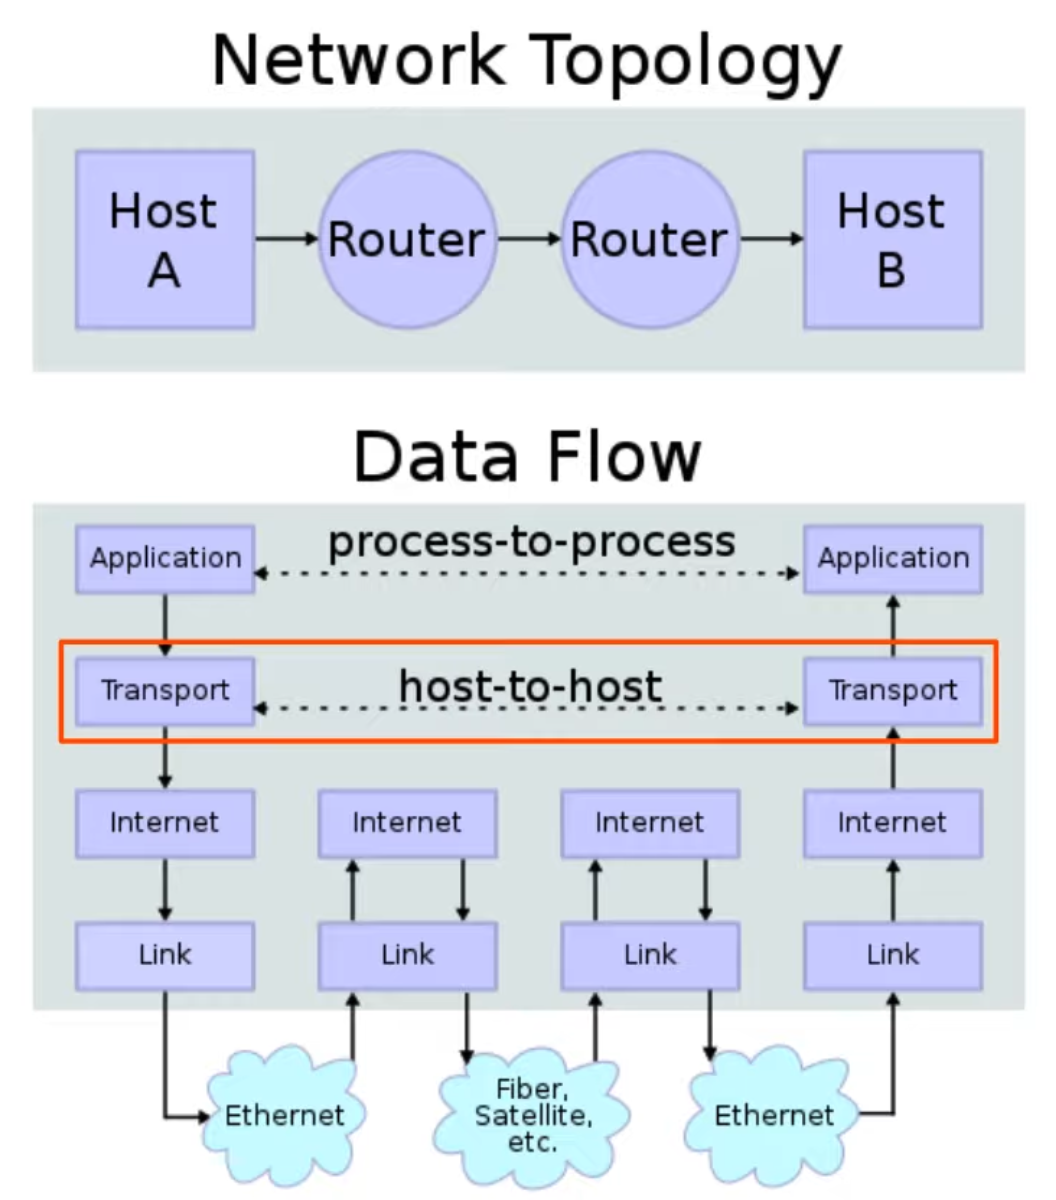 Network Topology
Host
A
Router
Router
Host
B
Data Flow
Application
process-to-process
Application
Transport
host-to-host
Transport
Internet
Internet
Internet
Internet
Link
Link
Link
Link
Ethernet
Fiber,
Satellite,
etc.
Ethernet